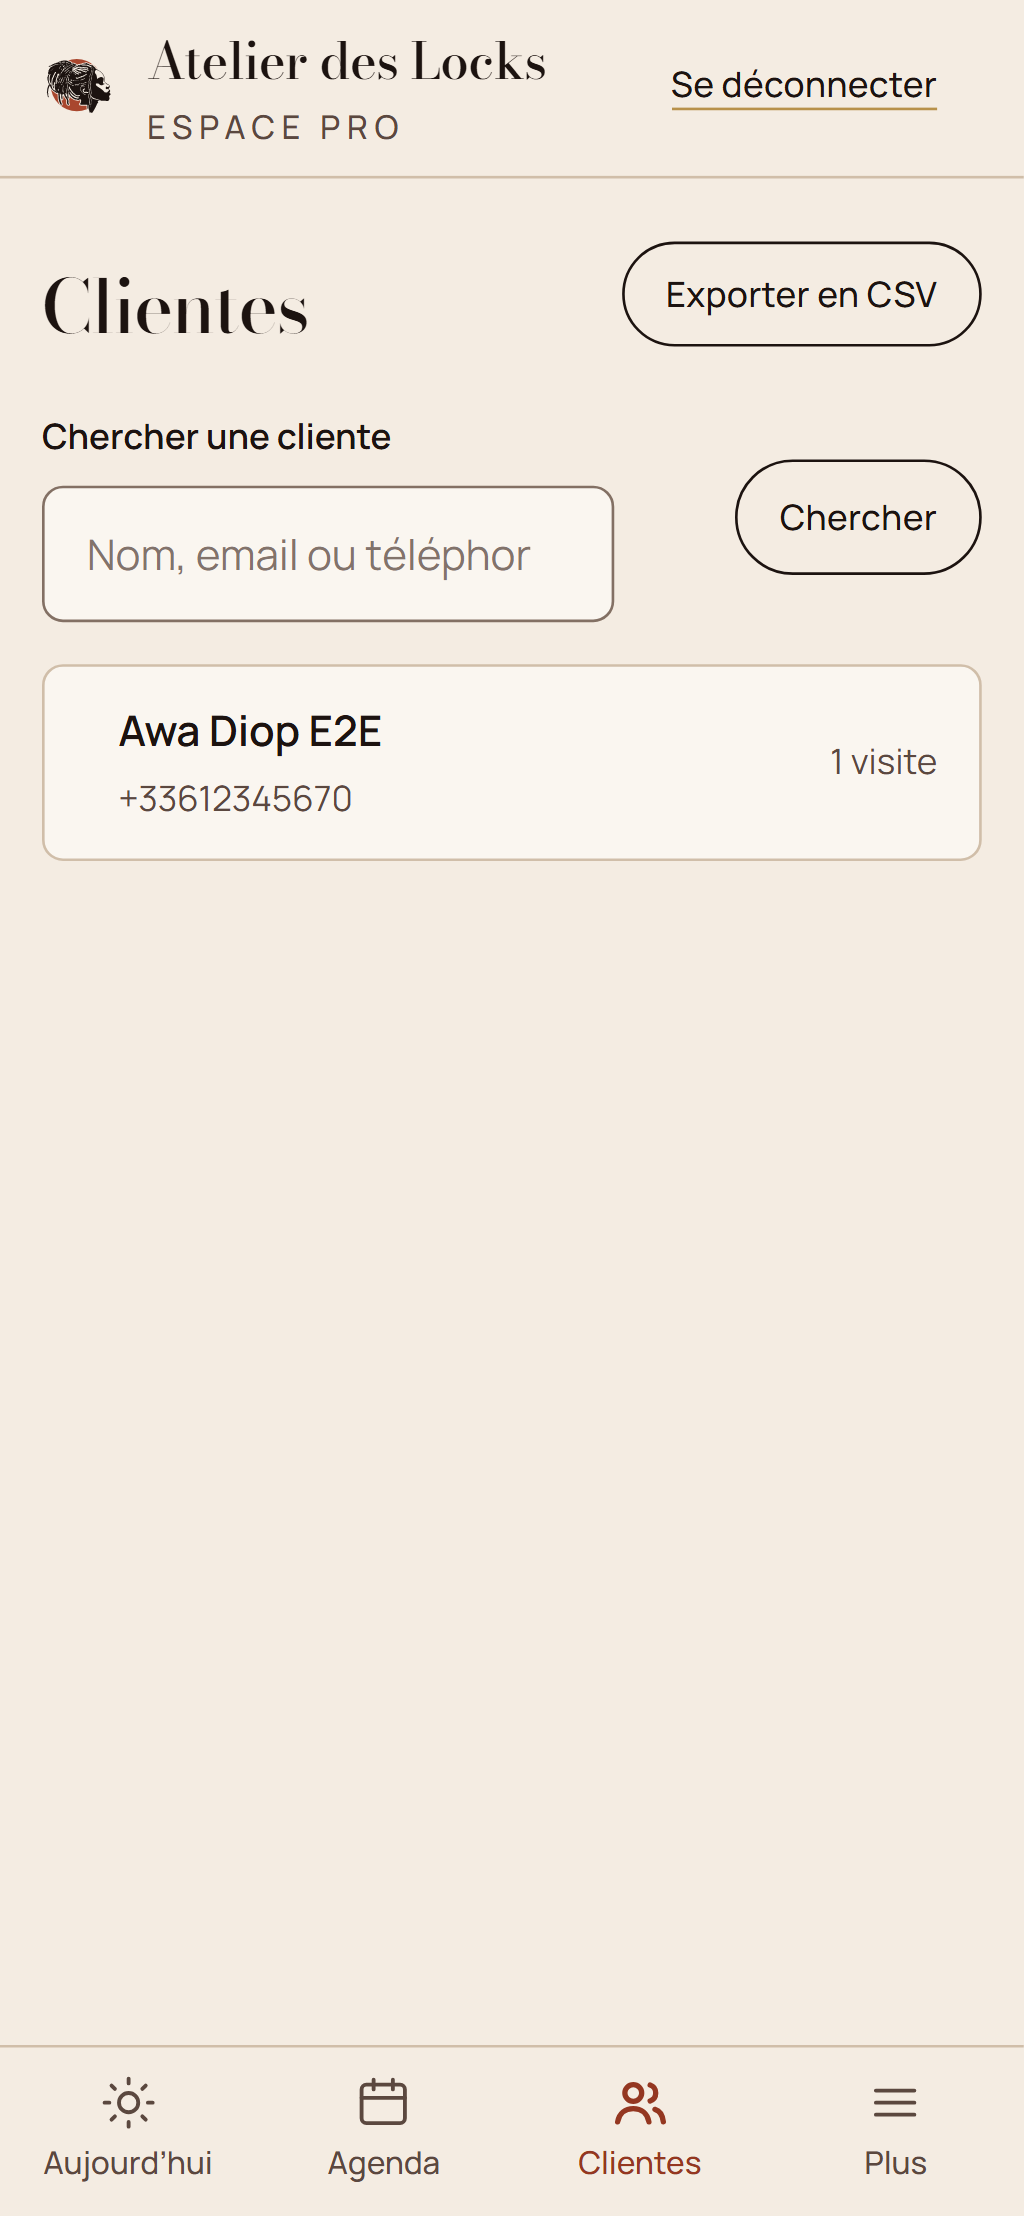 Atelier des Locks
ESPACE PRO
Se déconnecter
Clientes
Exporter en CSV
Chercher une cliente
Nom, email ou téléphor
Chercher
Awa Diop E2E
+33612345670
1 visite
Aujourd’hui
Agenda
Clientes
Plus